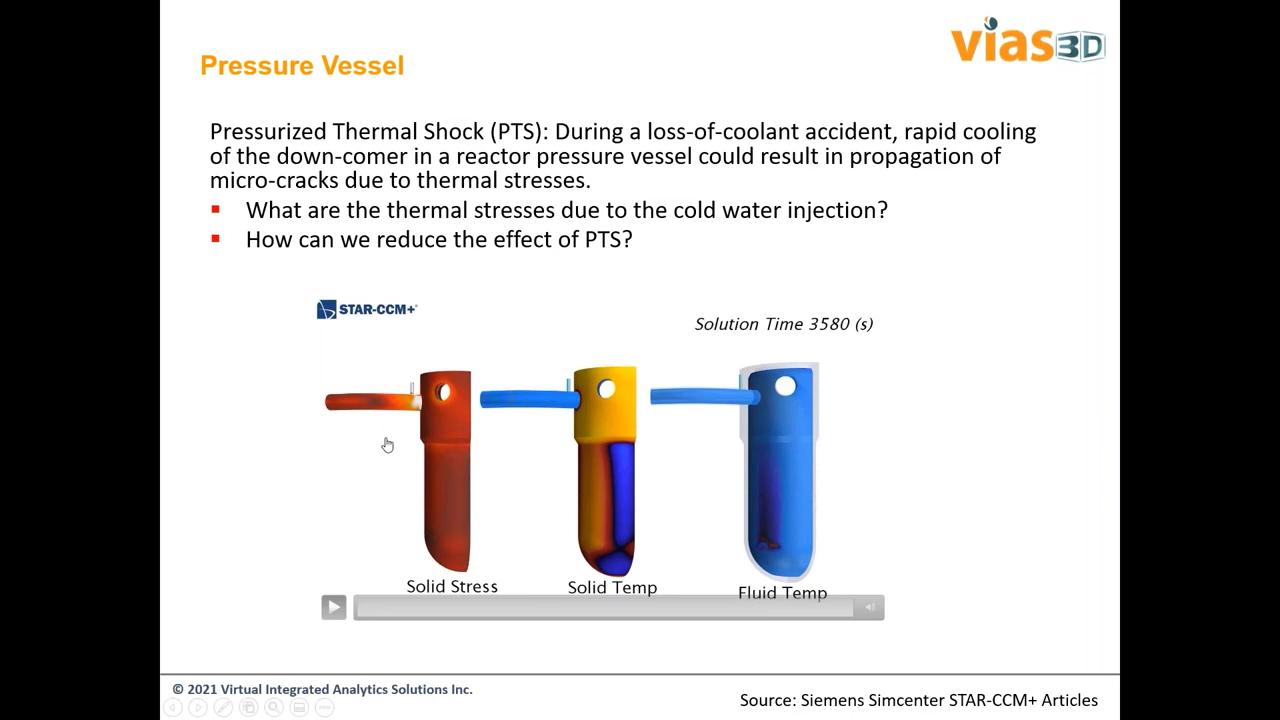 vias3D
Pressure Vessel
Pressurized Thermal Shock (PTS): During a loss-of-coolant accident, rapid cooling
of the down-comer in a reactor pressure vessel could result in propagation of
micro-cracks due to thermal stresses.
What are the thermal stresses due to the cold water injection?
How can we reduce the effect of PTS?
STAR-CCM+
Solution Time 3580 (s)
Solid Stress
Solid Temp
Fluid Temp
© 2021 Virtual Integrated Analytics Solutions Inc.
Source: Siemens Simcenter STAR-CCM+ Articles